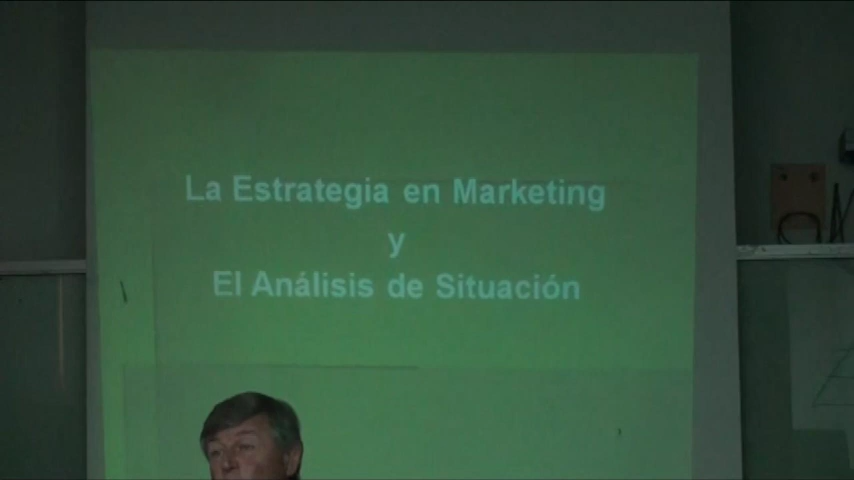 La Estrategia en Marketing
y
El Análisis de Situación